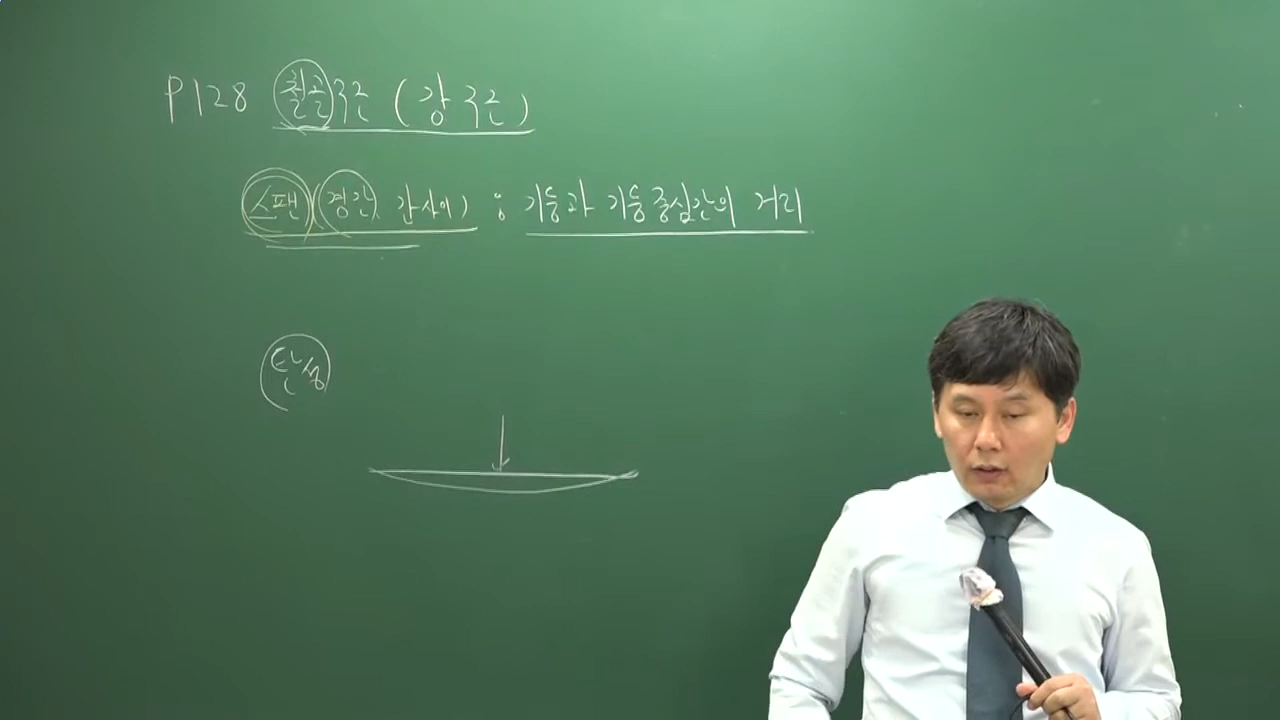 P128 철골구조 (강구조)
스팬 (경간, 간사이) : 기둥과 기둥중심간의 거리
탄성